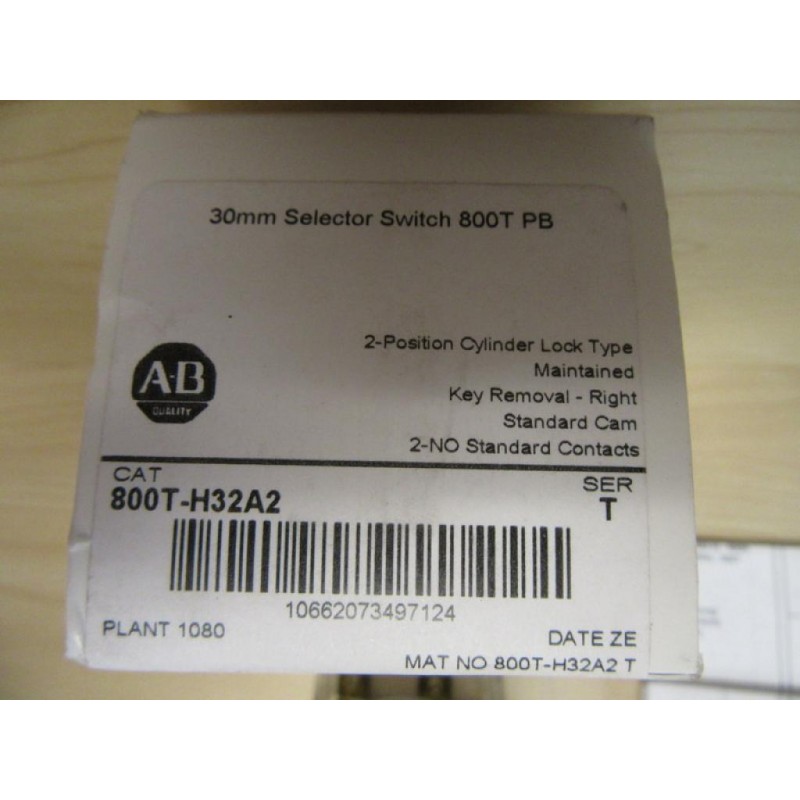 30mm Selector Switch 800T PB
2-Position Cylinder Lock Type
Maintained
Key Removal - Right
Standard Cam
2-NO Standard Contacts
A-B
QUALITY
CAT
800T-H32A2
SER
T
10662073497124
PLANT 1080
DATE ZE
MAT NO 800T-H32A2 T